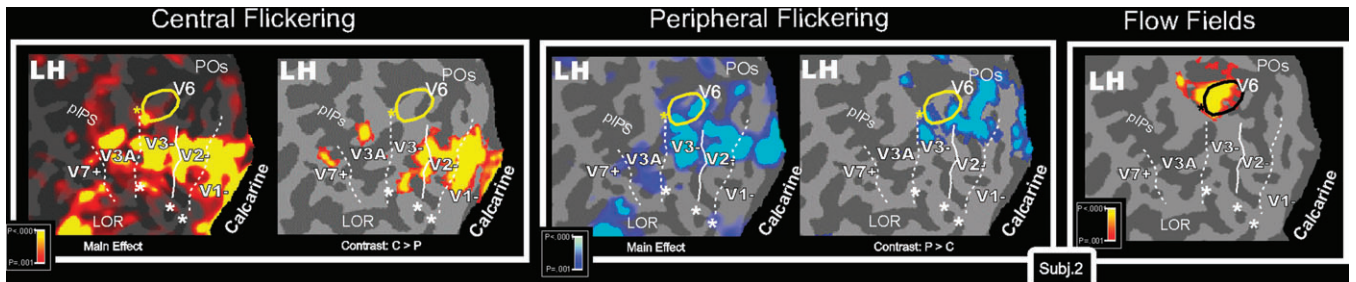 Central Flickering
Peripheral Flickering
Flow Fields
LH
POs
V6
*
pIPS
V3-
V3A
V2-
V7+
V1-
*
*
*
LOR
Calcarine
P<.0001
P=.001
Main Effect
LH
POs
V6
*
pIPs
V3-
V3A
V2-
V7+
V1-
*
*
*
LOR
Calcarine
Contrast: C > P
LH
POs
V6
*
pIPS
V3-
V3A
V2-
V7+
V1-
*
*
*
LOR
Calcarine
P<.0001
P=.001
Main Effect
LH
POs
V6
*
pIPs
V3-
V3A
V2-
V7+
V1-
*
*
*
LOR
Calcarine
Contrast: P > C
LH
POs
V6
*
pIPs
V3-
V3A
V2-
V7+
V1-
*
*
*
LOR
Calcarine
P<.0001
P=.001
Subj.2